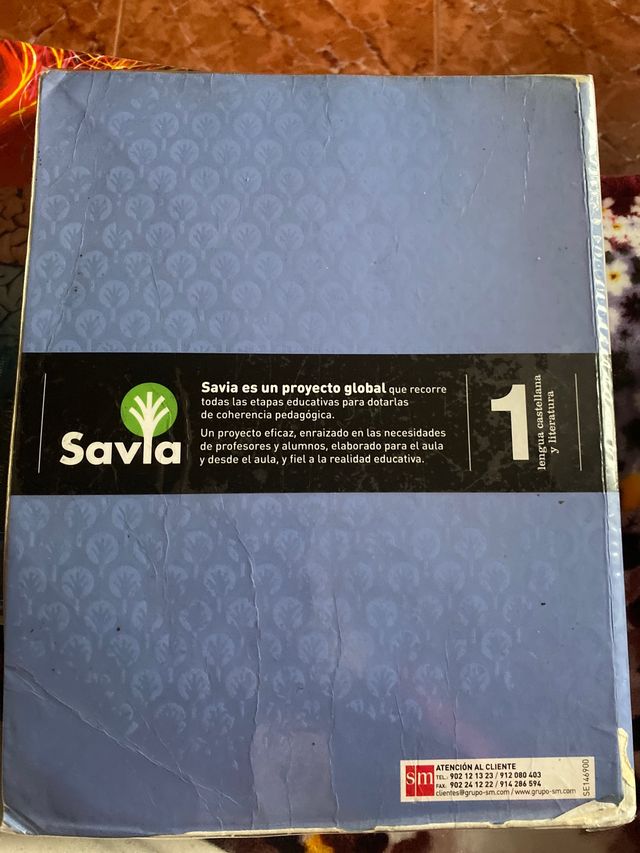 Savia
Savia es un proyecto global que recorre
todas las etapas educativas para dotarlas
de coherencia pedagógica.
Un proyecto eficaz, enraizado en las necesidades
de profesores y alumnos, elaborado para el aula
y desde el aula, y fiel a la realidad educativa.
1
lengua castellana
y literatura
sm
ATENCIÓN AL CLIENTE
TEL.: 902 12 13 23 / 912 080 403
FAX: 902 24 12 22 / 914 286 594
clientes@grupo-sm.com / www.grupo-sm.com
SE146900